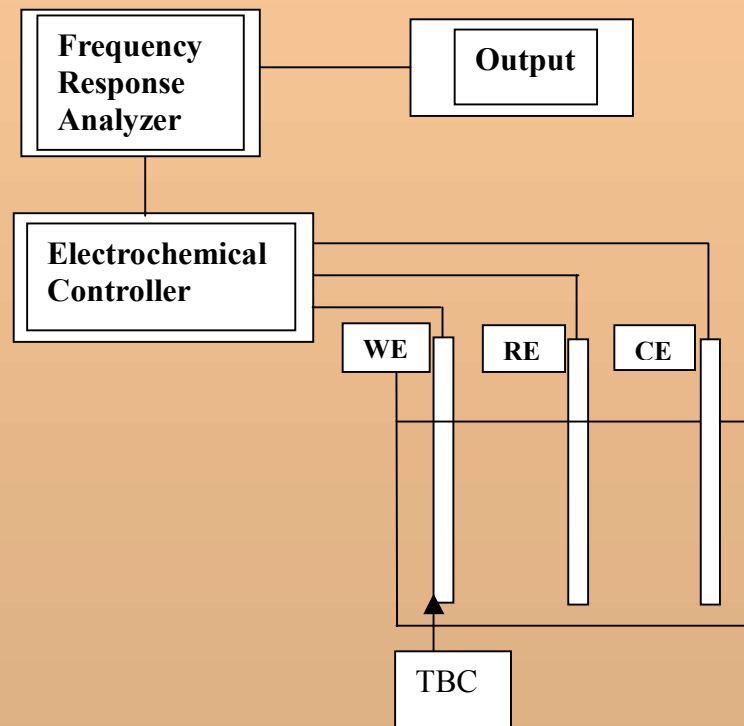 Frequency
Response
Analyzer
Output
Electrochemical
Controller
WE
RE
CE
TBC